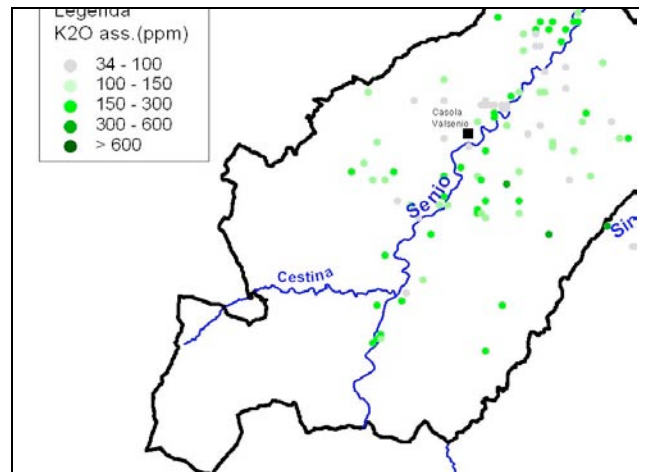 Legenda
K2O ass.(ppm)
34 - 100
100 - 150
150 - 300
300 - 600
> 600
Casola
Valsenio
Senio
Sin
Cestina